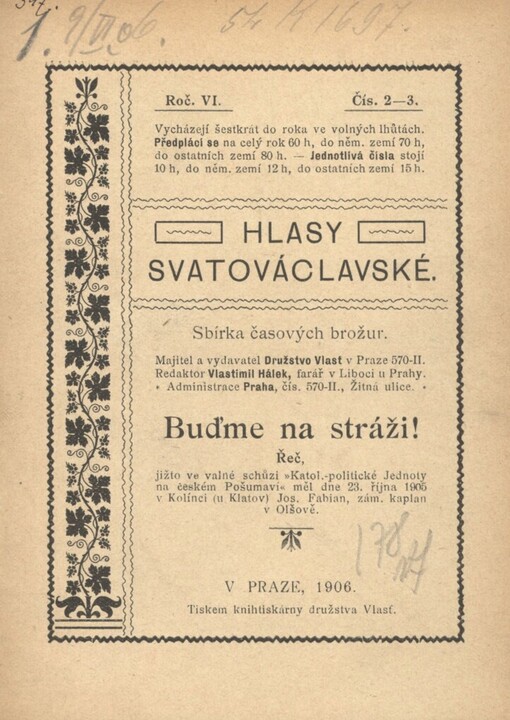 1. 9/VI 06. 54 K 1697.
Roč. VI. Čís. 2—3.
Vycházejí šestkrát do roka ve volných lhůtách.
Předplácí se na celý rok 60 h, do něm. zemí 70 h,
do ostatních zemí 80 h. — Jednotlivá čísla stojí
10 h, do něm. zemí 12 h, do ostatních zemí 15 h.
HLASY
SVATOVÁCLAVSKÉ.
Sbírka časových brožur.
Majitel a vydavatel Družstvo Vlast v Praze 570-II.
Redaktor Vlastimil Hálek, farář v Liboci u Prahy.
• Administrace Praha, čís. 570-II., Žitná ulice. •
Buďme na stráži!
Řeč,
jižto ve valné schůzi »Katol.-politické Jednoty
na českém Pošumaví« měl dne 23. října 1905
v Kolínci (u Klatov) Jos. Fabian, zám. kaplan
v Olšově.
V PRAZE, 1906.
Tiskem knihtiskárny družstva Vlasť.